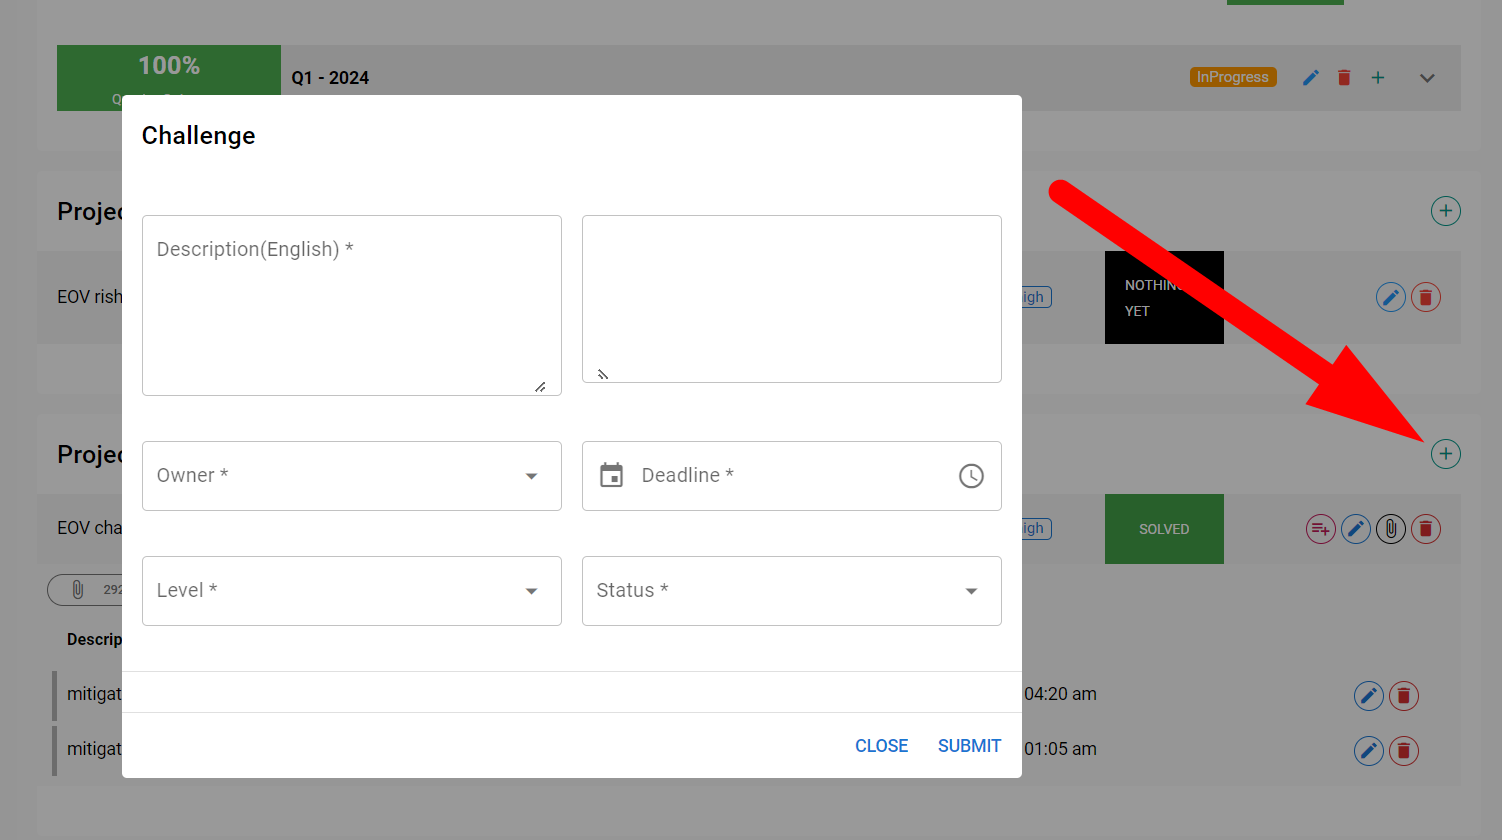 100%
Q1 - 2024
InProgress
Challenge
Projec
Description(English) *
NOTHING
YET
EOV rish
igh
Owner *
Deadline *
Projec
EOV cha
igh
SOLVED
Level *
Status *
292
Descrip
mitigat
04:20 am
mitigat
01:05 am
CLOSE
SUBMIT